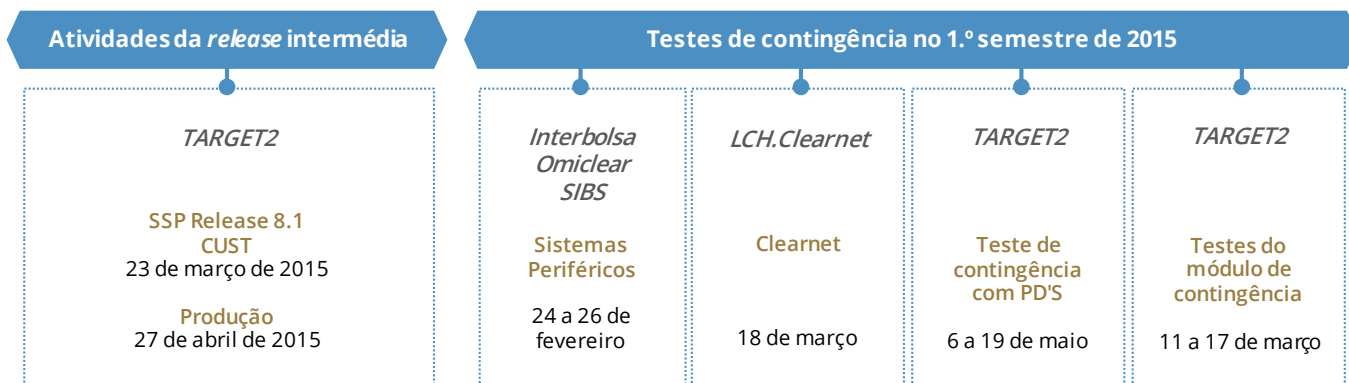 Atividades da release intermédia
Testes de contingência no 1.º semestre de 2015
TARGET2
SSP Release 8.1
CUST
23 de março de 2015
Produção
27 de abril de 2015
Interbolsa
Omiclear
SIBS
Sistemas
Periféricos
24 a 26 de
fevereiro
LCH.Clearnet
Clearnet
18 de março
TARGET2
Teste de
contingência
com PD'S
6 a 19 de maio
TARGET2
Testes do
módulo de
contingência
11 a 17 de março